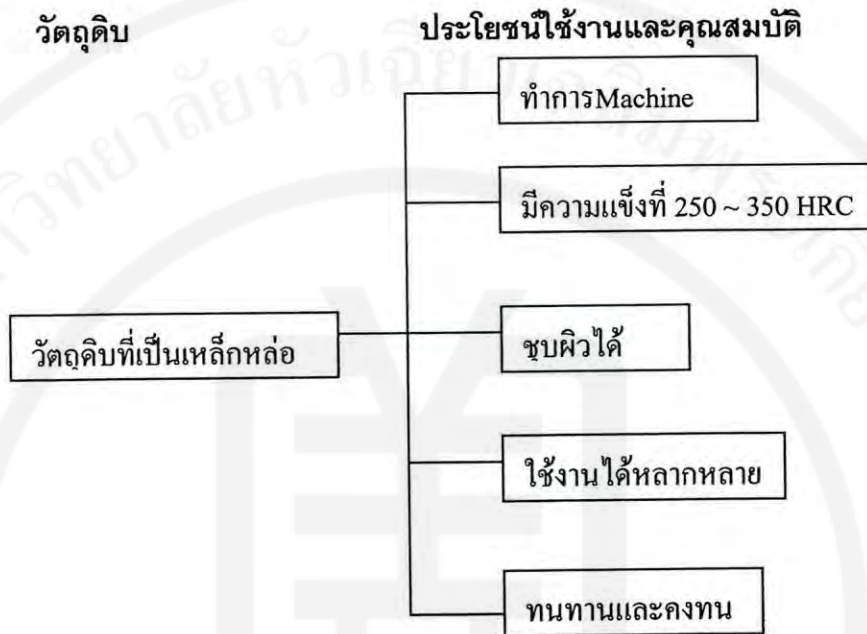 วัตถุดิบ
ประโยชน์ใช้งานและคุณสมบัติ
ทำการMachine
มีความแข็งที่ 250 ~ 350 HRC
วัตถุดิบที่เป็นเหล็กหล่อ
ชุบผิวได้
ใช้งานได้หลากหลาย
ทนทานและคงทน